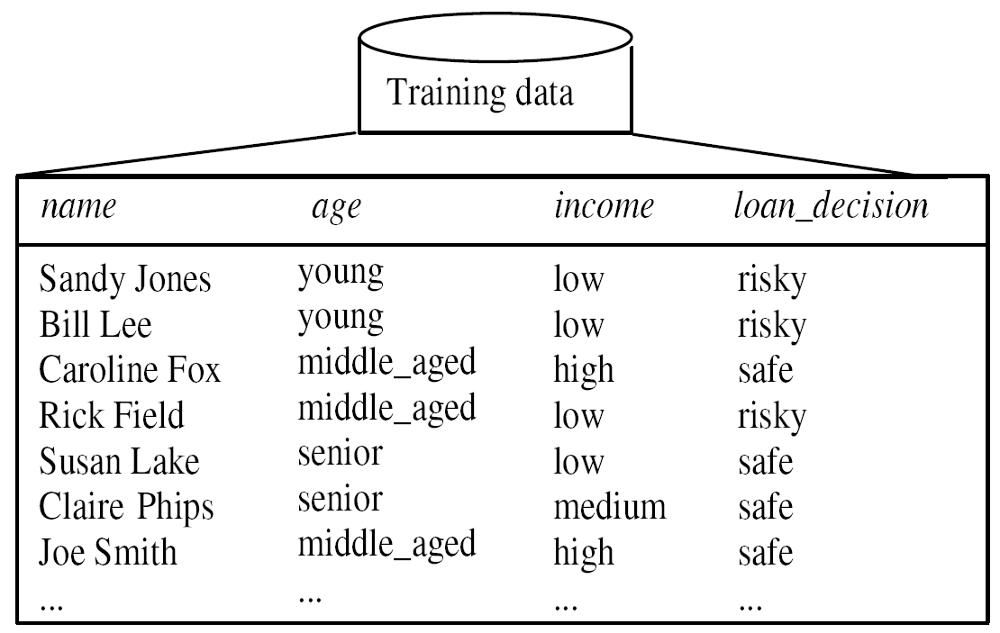 Training data
name age income loan_decision
Sandy Jones young low risky
Bill Lee young low risky
Caroline Fox middle_aged high safe
Rick Field middle_aged low risky
Susan Lake senior low safe
Claire Phips senior medium safe
Joe Smith middle_aged high safe
... ... ... ...